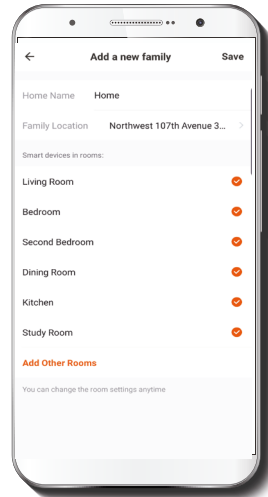 Add a new family Save
Home Name Home
Family Location Northwest 107th Avenue 3...
Smart devices in rooms:
Living Room
Bedroom
Second Bedroom
Dining Room
Kitchen
Study Room
Add Other Rooms
You can change the room settings anytime